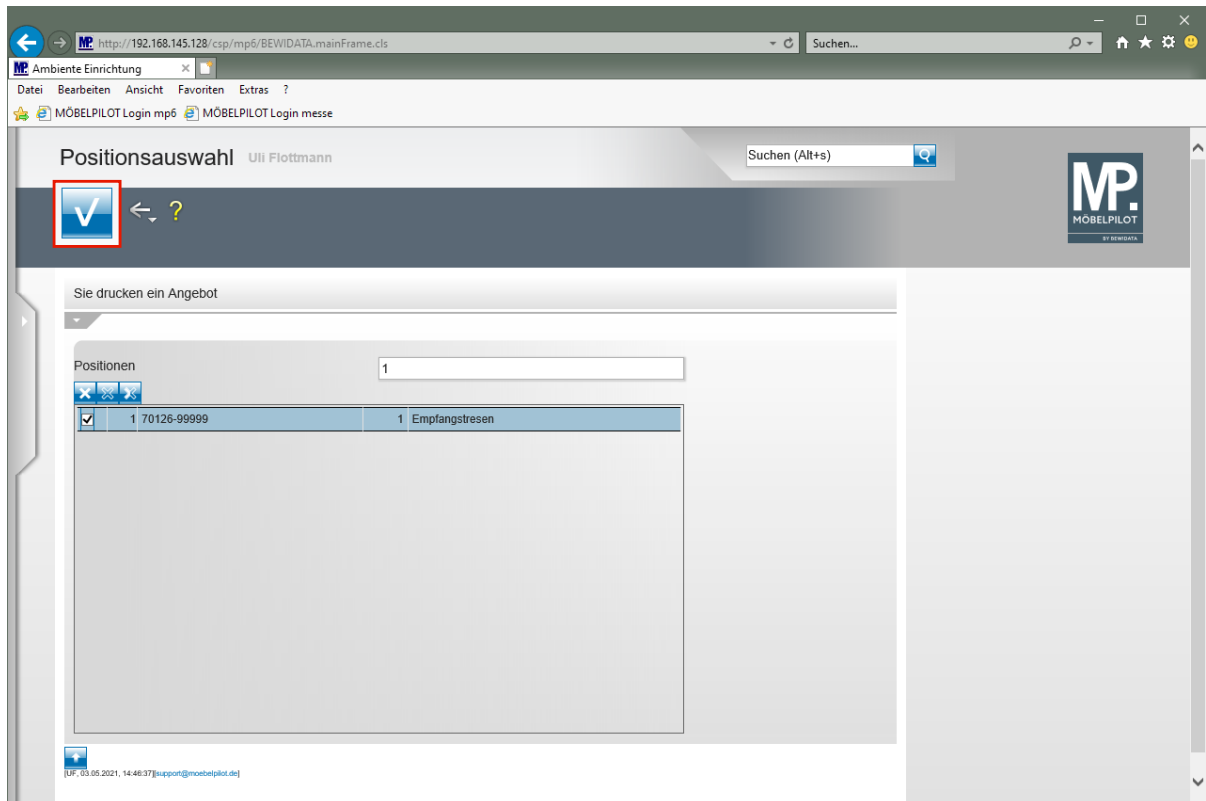 http://192.168.145.128/csp/mp6/BEWIDATA.mainFrame.cls
Suchen...
MP. Ambiente Einrichtung
Datei Bearbeiten Ansicht Favoriten Extras ?
MÖBELPILOT Login mp6 MÖBELPILOT Login messe
Positionsauswahl Uli Flottmann
Suchen (Alt+s)
MP.
MÖBELPILOT
BY BEWIDATA
?
Sie drucken ein Angebot
Positionen 1
1 70126-99999 1 Empfangstresen
[UF, 03.05.2021, 14:46:37][support@moebelpilot.de]